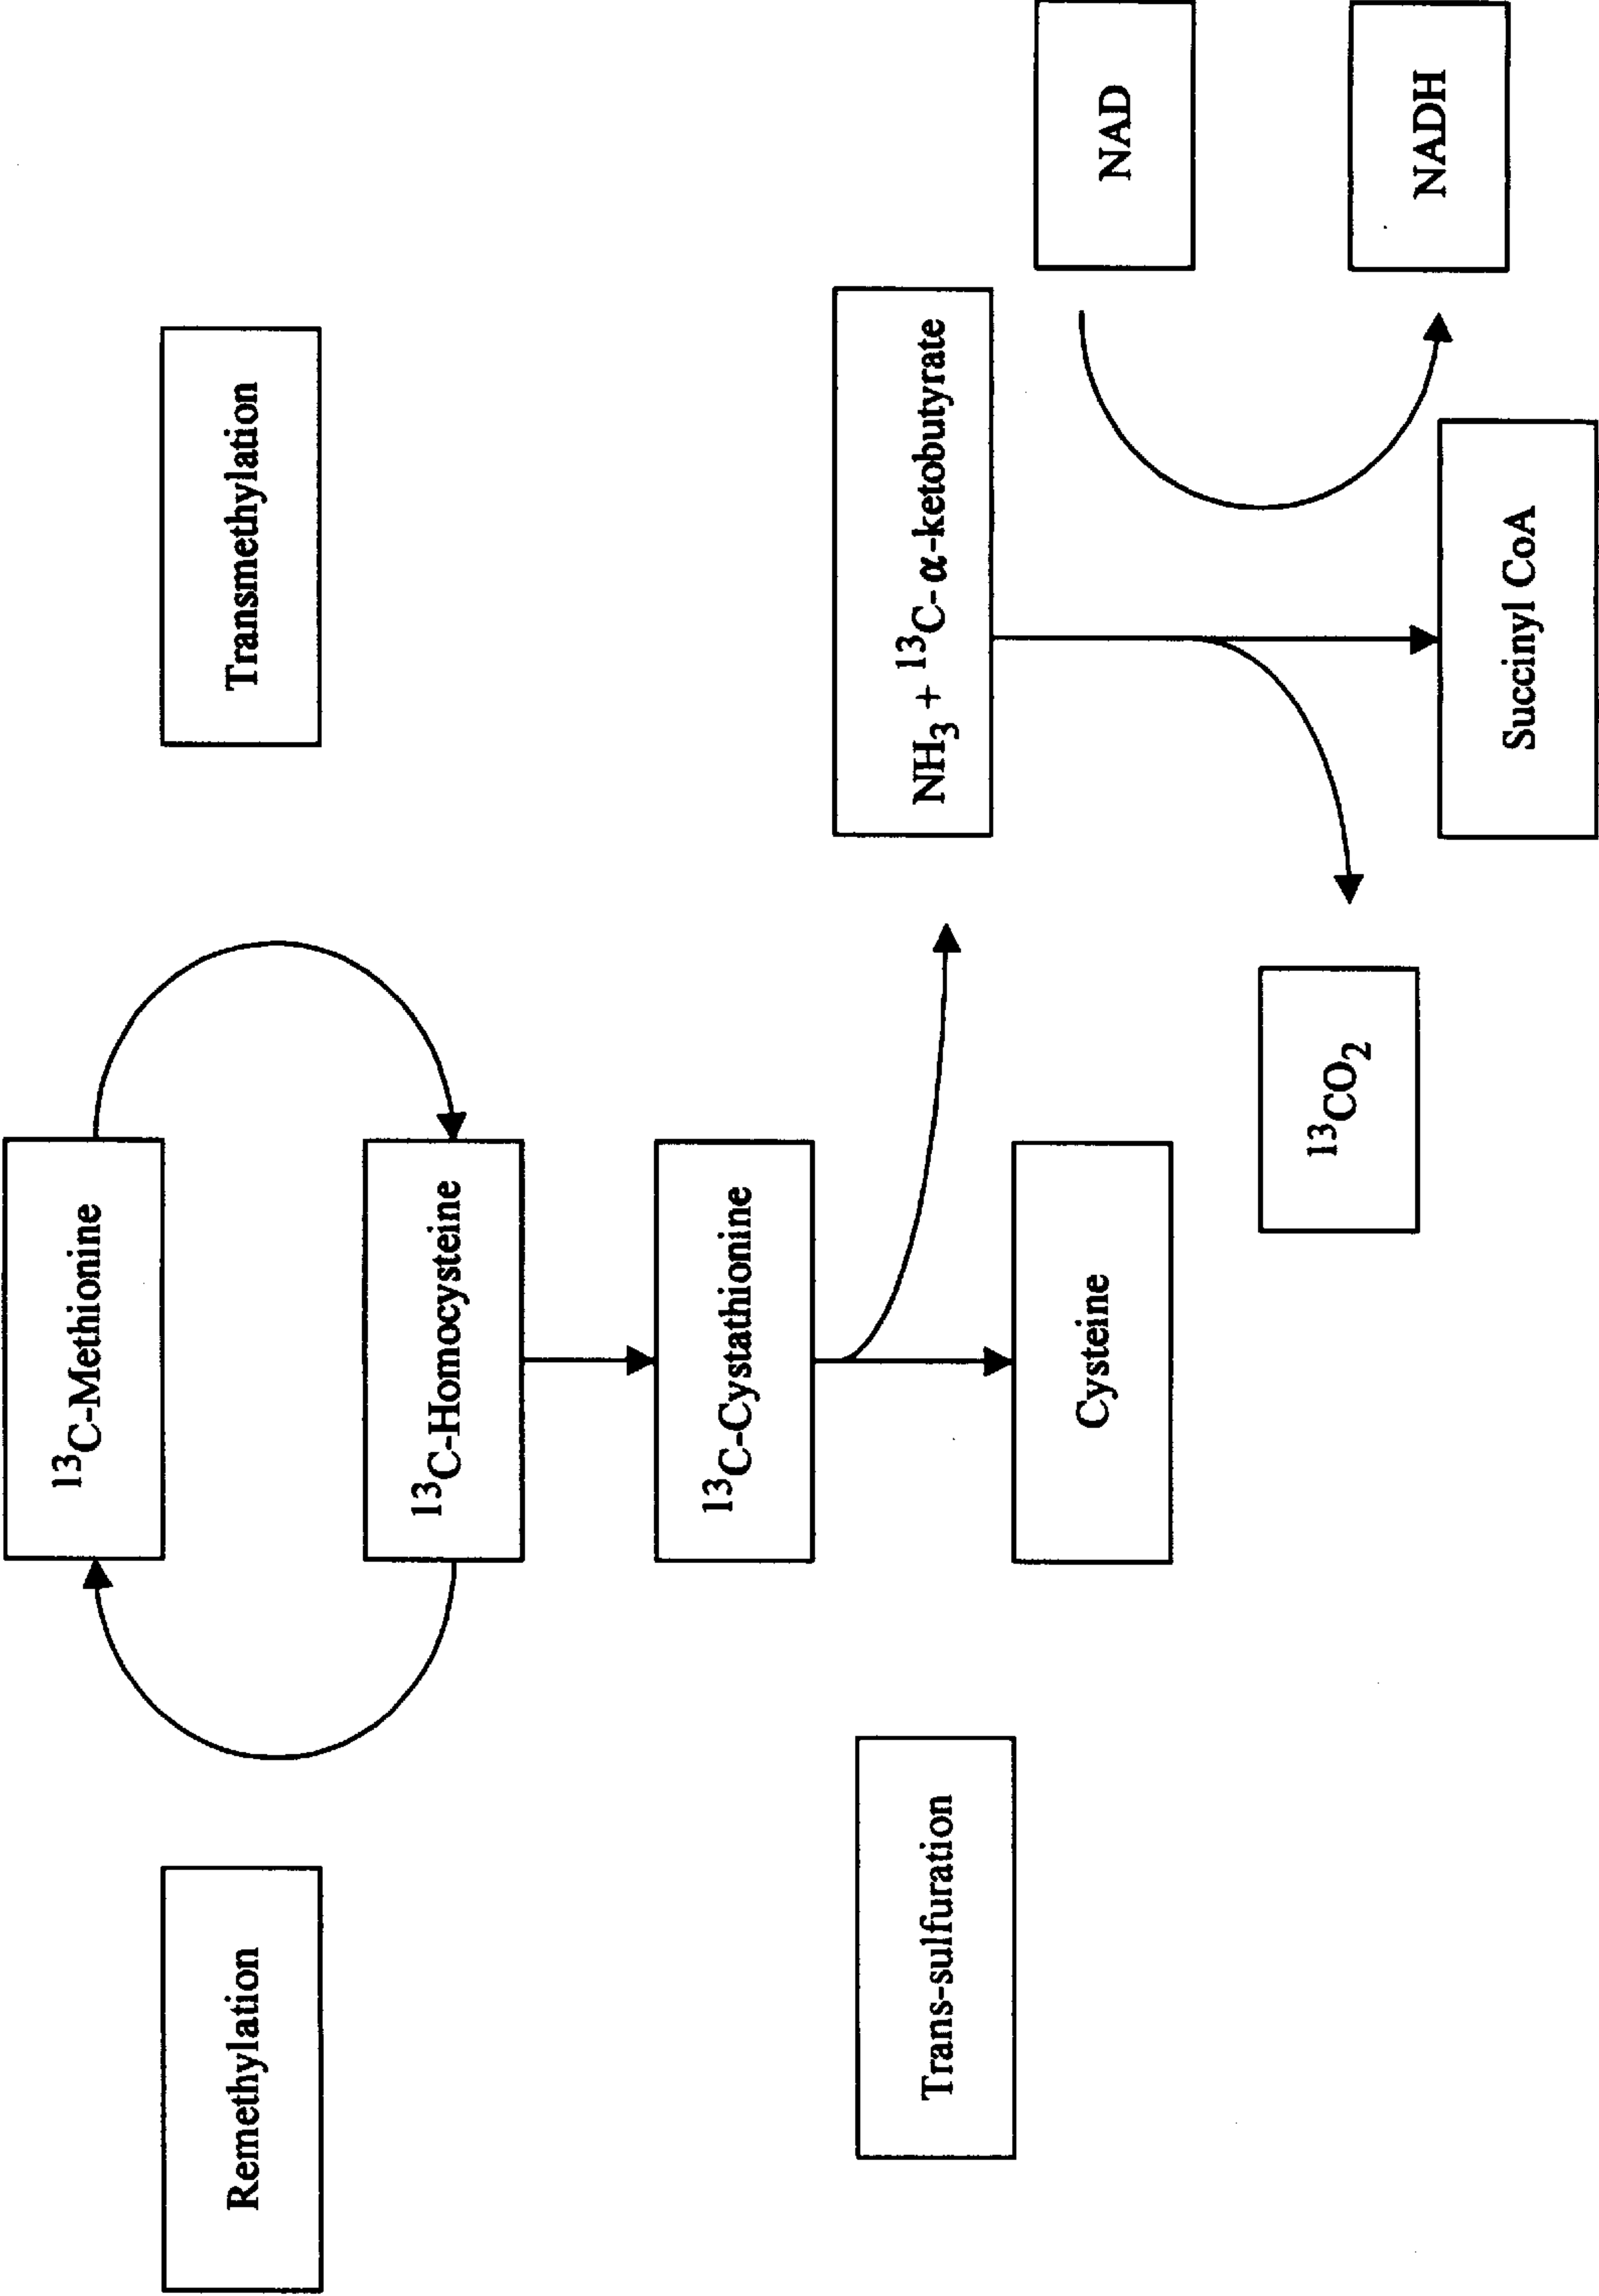 ¹³C-Methionine
Remethylation
Transmethylation
¹³C-Homocysteine
¹³C-Cystathionine
Trans-sulfuration
NH₃ + ¹³C-α-ketobutyrate
Cysteine
NAD
¹³CO₂
NADH
Succinyl CoA